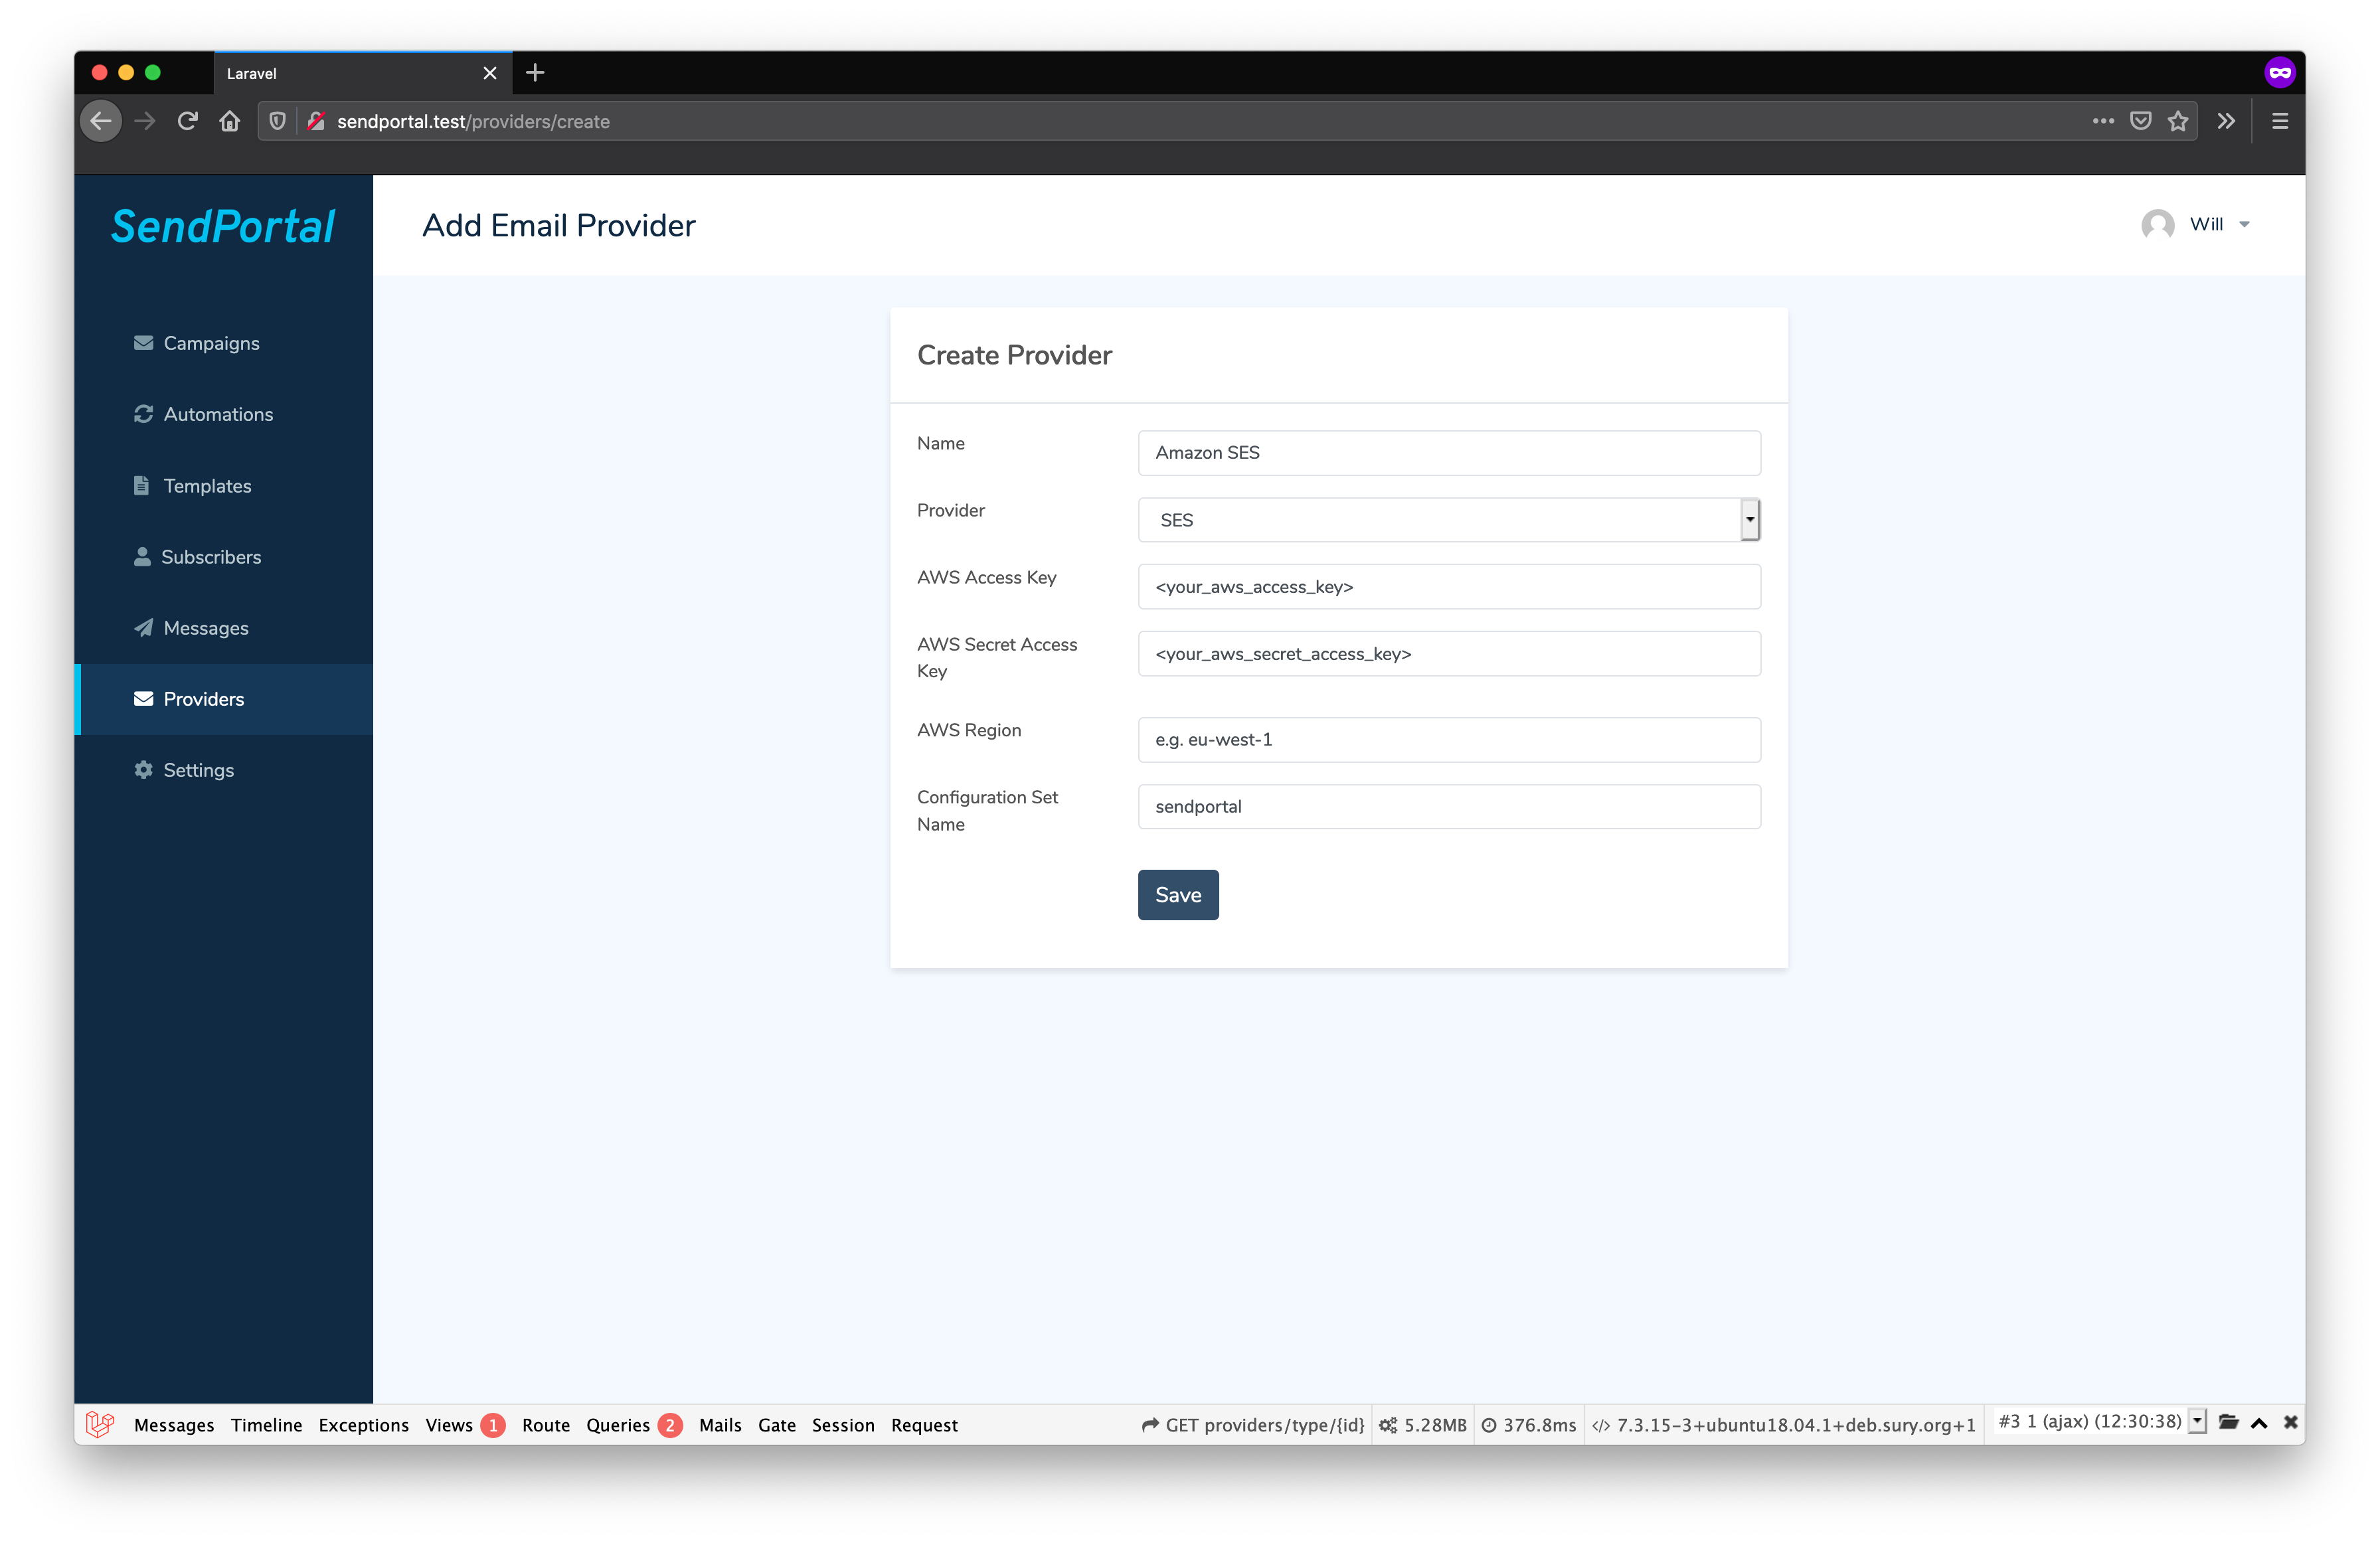 Laravel
sendportal.test/providers/create
SendPortal
Add Email Provider
Will
Campaigns
Automations
Templates
Subscribers
Messages
Providers
Settings
Create Provider
Name
Amazon SES
Provider
SES
AWS Access Key
<your_aws_access_key>
AWS Secret Access
Key
<your_aws_secret_access_key>
AWS Region
e.g. eu-west-1
Configuration Set
Name
sendportal
Save
Messages Timeline Exceptions Views 1 Route Queries 2 Mails Gate Session Request GET providers/type/{id} 5.28MB 376.8ms 7.3.15-3+ubuntu18.04.1+deb.sury.org+1 #3 1 (ajax) (12:30:38)